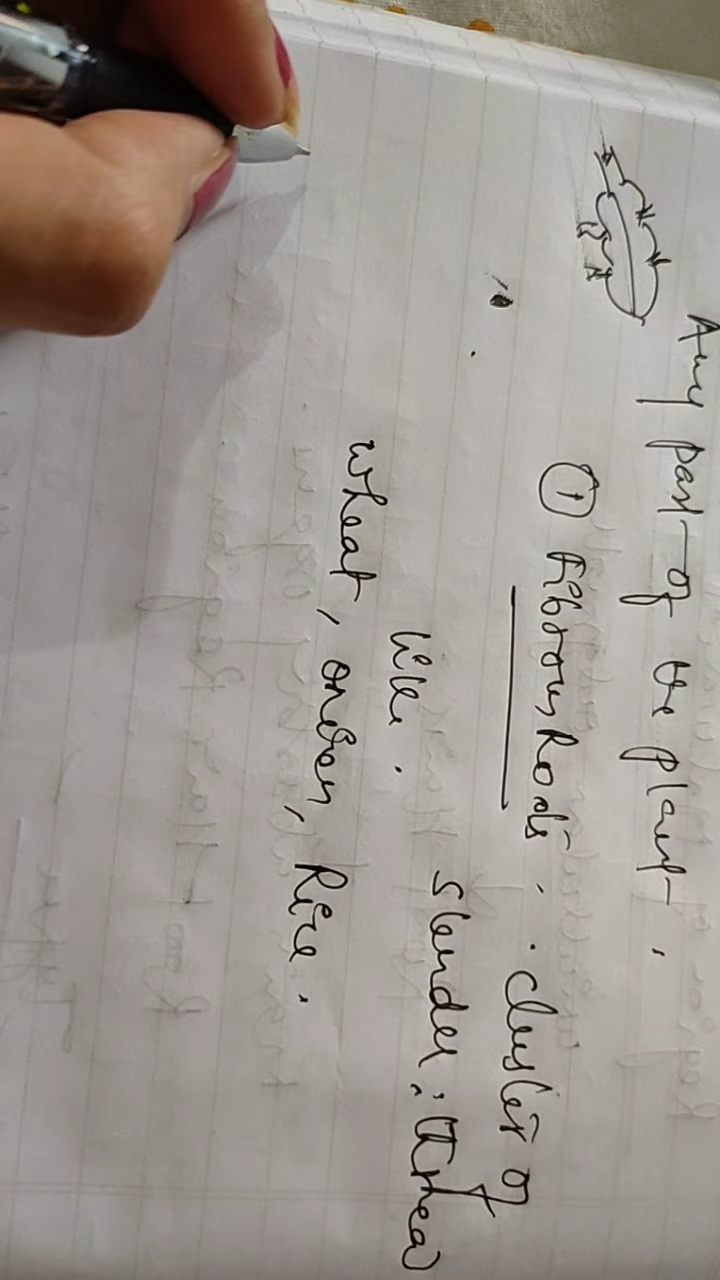 Any part of the plant.
① Fibrous Roots. . cluster of
slender, thread
like.
wheat, onion, Rice.